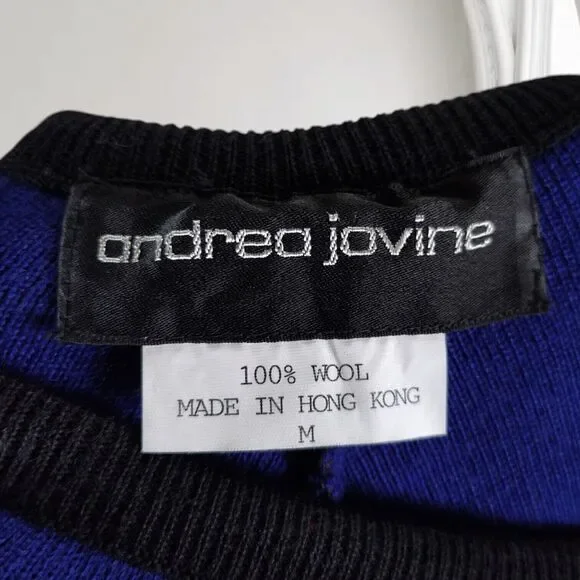 andrea jovine
100% WOOL
MADE IN HONG KONG
M